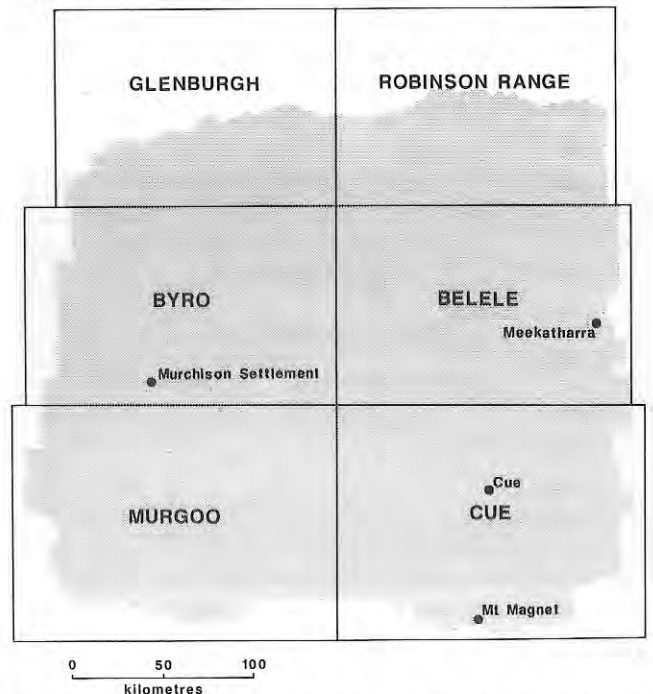 GLENBURGH
ROBINSON RANGE
BYRO
BELELE
Meekatharra
Murchison Settlement
Cue
MURGOO
CUE
Mt Magnet
0 50 100
kilometres